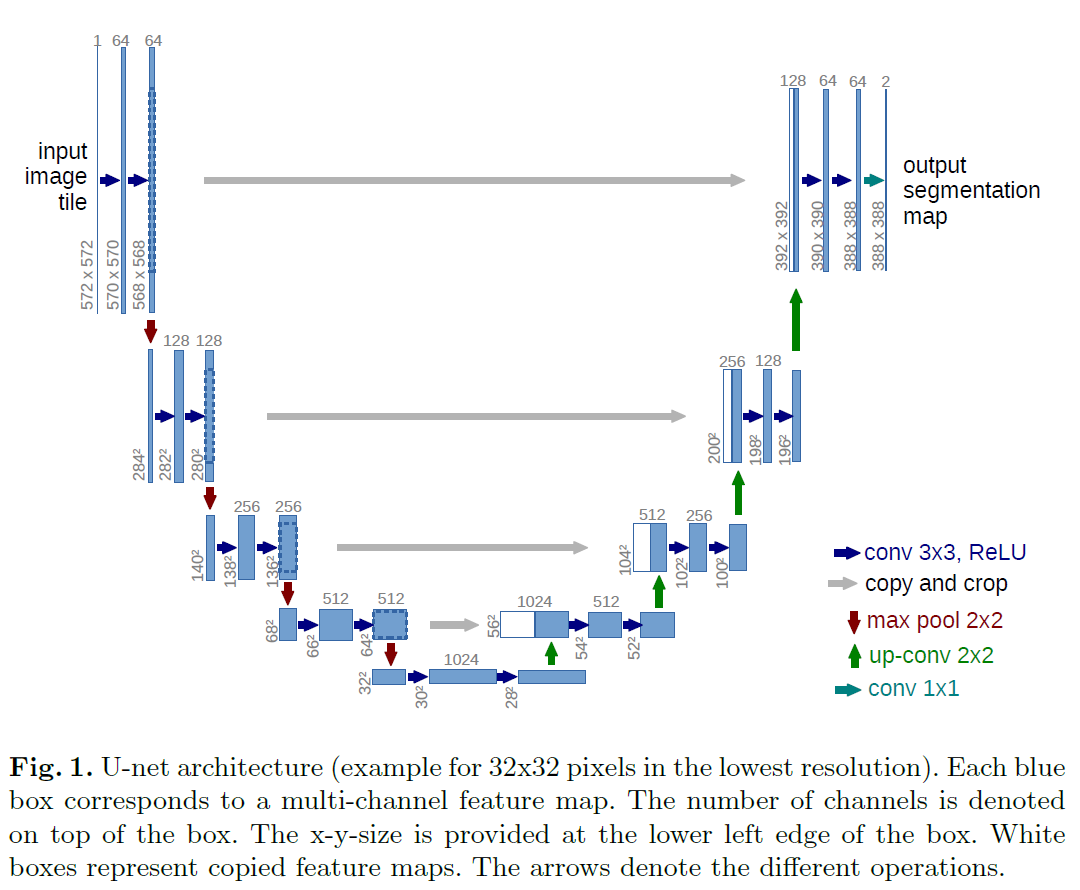 1 64 64
128 64 64 2
input
image
tile
output
segmentation
map
572 x 572
570 x 570
568 x 568
392 x 392
390 x 390
388 x 388
388 x 388
128 128
256 128
284²
282²
280²
200²
198²
196²
256 256
512 256
140²
138²
136²
104²
102²
100²
512 512
1024 512
68²
66²
64²
56²
54²
52²
1024
32²
30²
28²
conv 3x3, ReLU
copy and crop
max pool 2x2
up-conv 2x2
conv 1x1
Fig. 1. U-net architecture (example for 32x32 pixels in the lowest resolution). Each blue
box corresponds to a multi-channel feature map. The number of channels is denoted
on top of the box. The x-y-size is provided at the lower left edge of the box. White
boxes represent copied feature maps. The arrows denote the different operations.